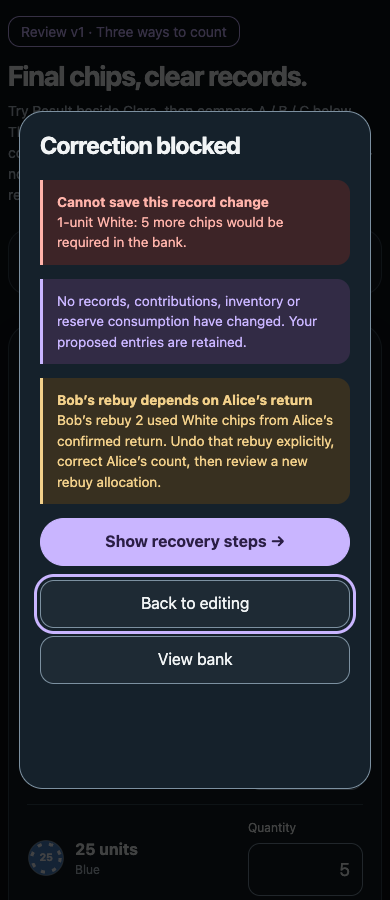 Review v1 · Three ways to count
Final chips, clear records.
Try Result beside Clara, then compare A / B / C below.
Correction blocked
Cannot save this record change
1-unit White: 5 more chips would be
required in the bank.
No records, contributions, inventory or
reserve consumption have changed. Your
proposed entries are retained.
Bob’s rebuy depends on Alice’s return
Bob’s rebuy 2 used White chips from Alice’s
confirmed return. Undo that rebuy explicitly,
correct Alice’s count, then review a new
rebuy allocation.
Show recovery steps →
Back to editing
View bank
Quantity
25
25 units
Blue
5